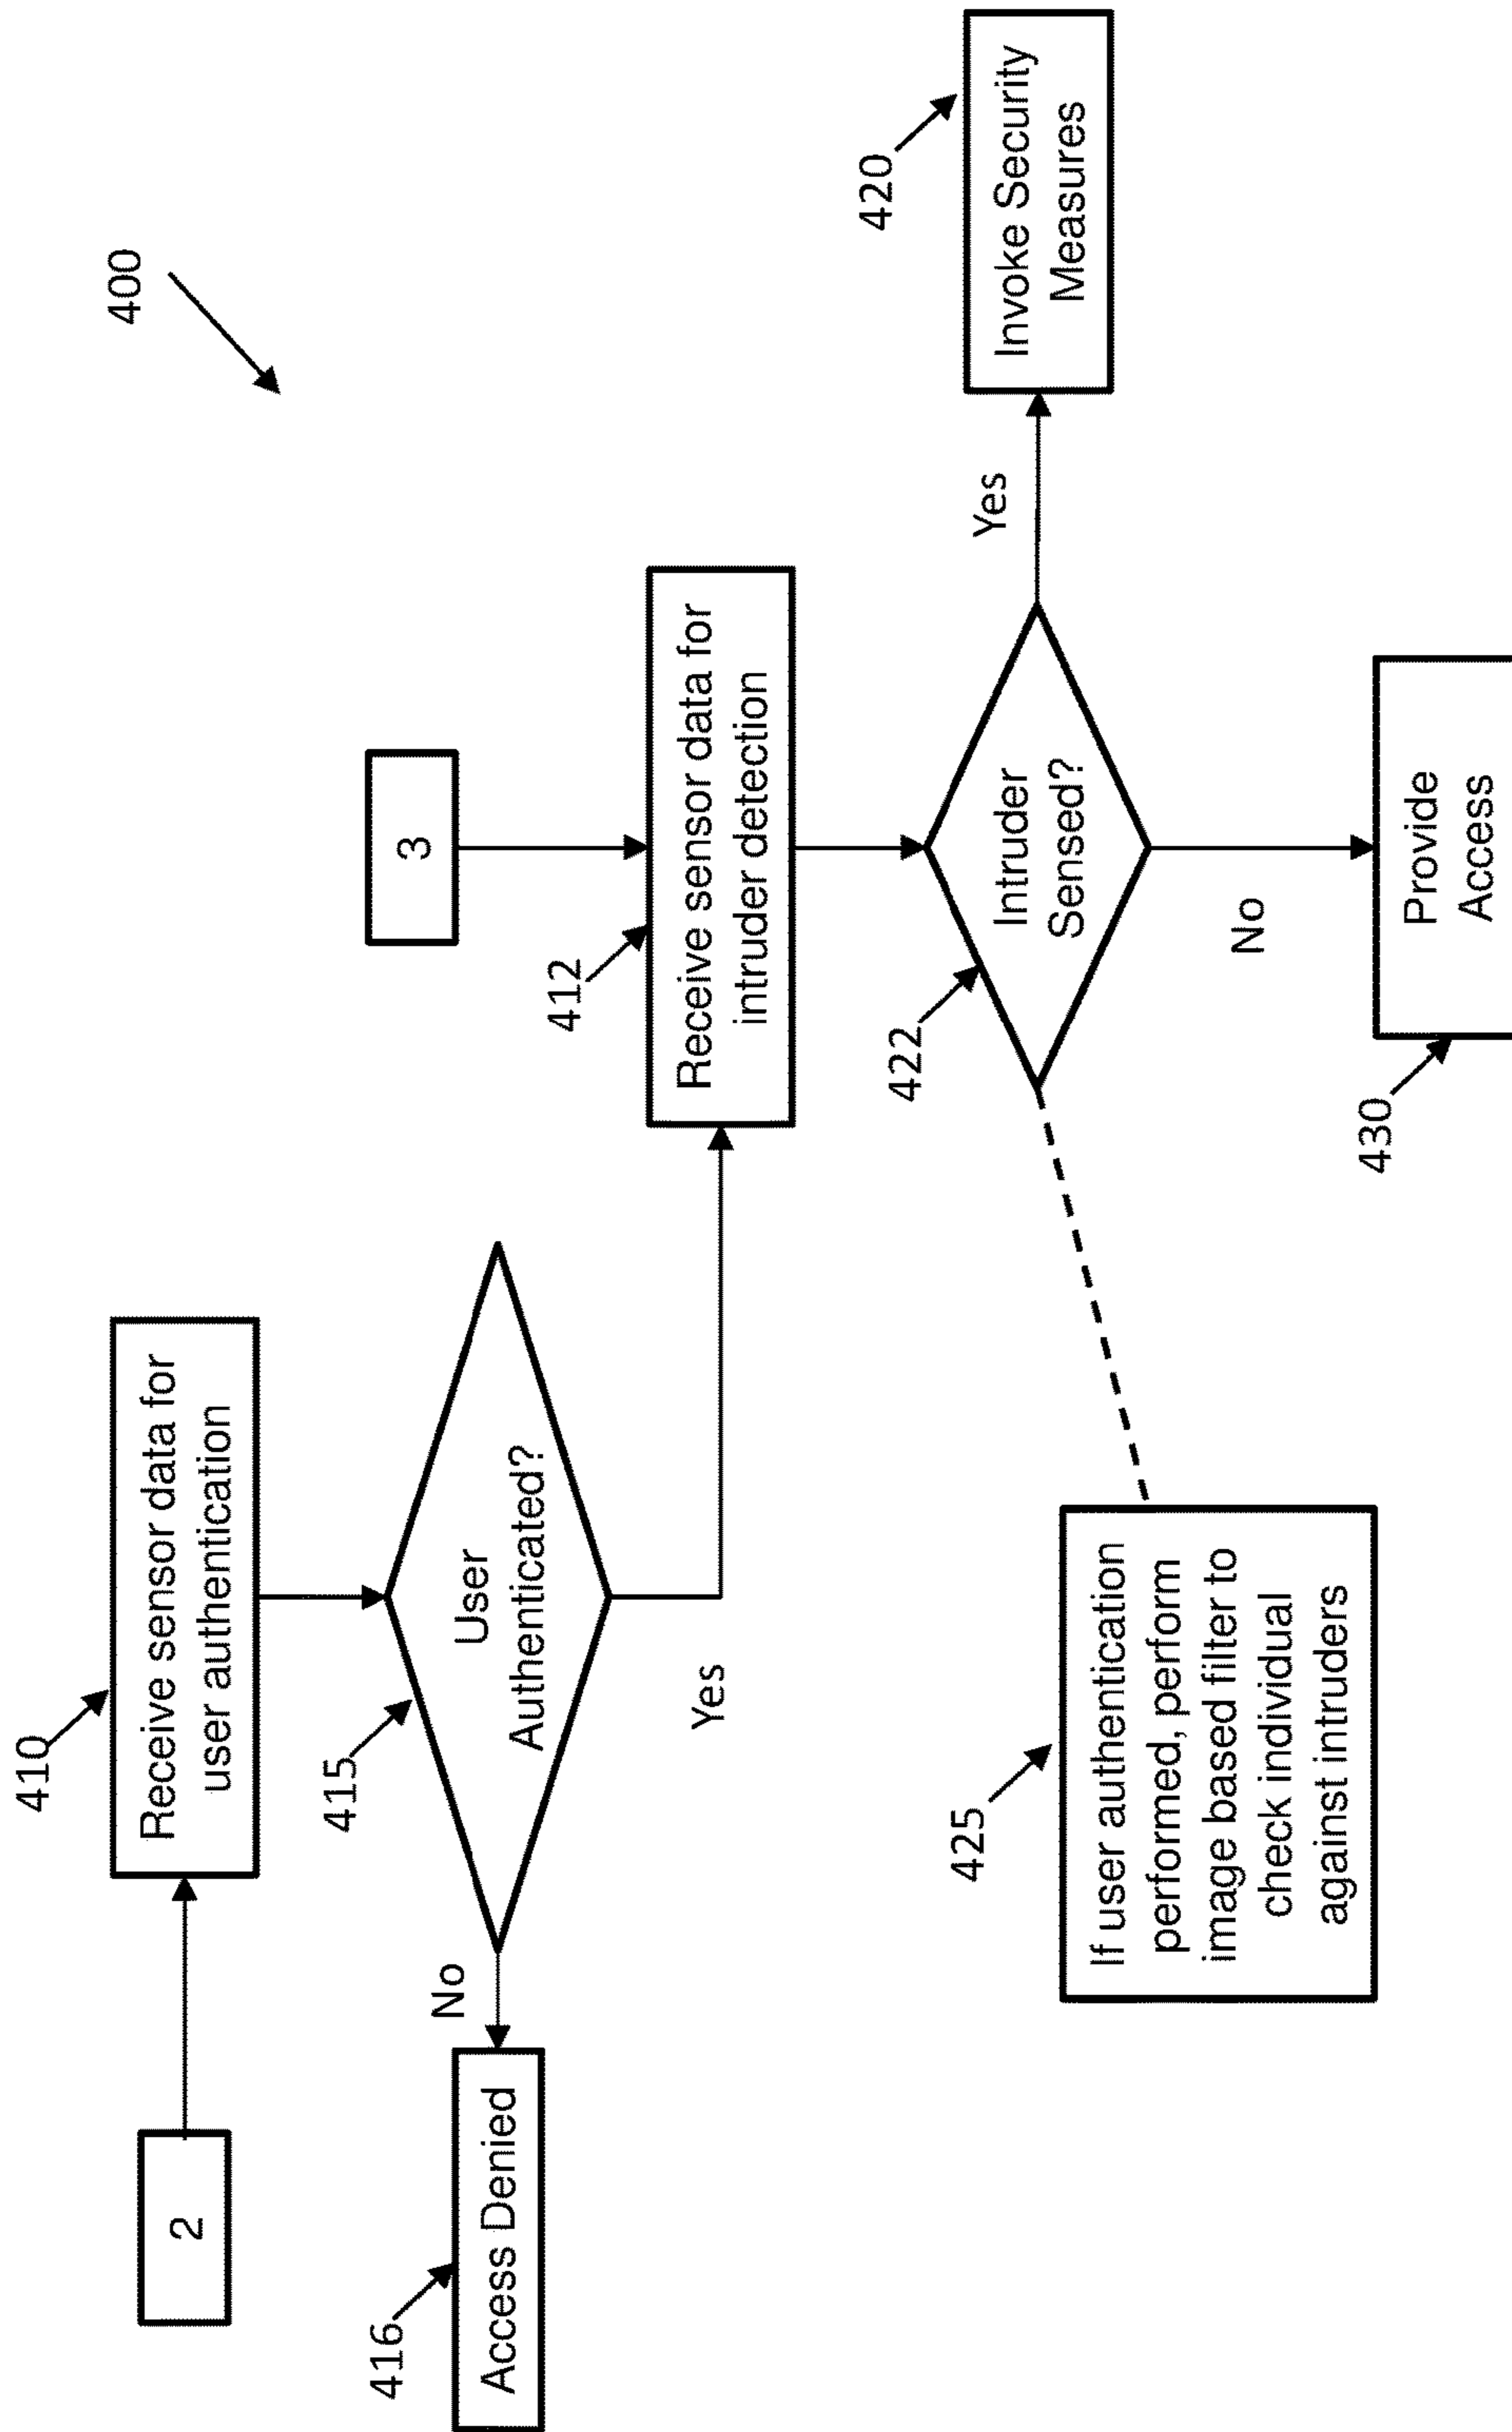 400
2
410
Receive sensor data for
user authentication
415
User
Authenticated?
No
416
Access Denied
Yes
3
412
Receive sensor data for
intruder detection
422
Intruder
Sensed?
Yes
420
Invoke Security
Measures
425
If user authentication
performed, perform
image based filter to
check individual
against intruders
No
430
Provide
Access